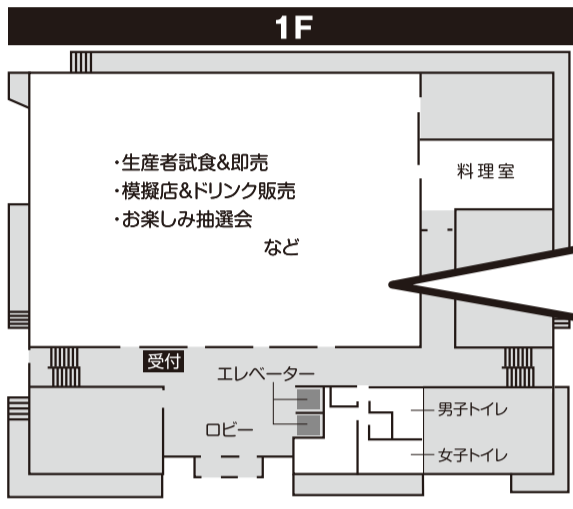 1F
・生産者試食&即売
・模擬店&ドリンク販売
・お楽しみ抽選会
など
料理室
受付
エレベーター
ロビー
男子トイレ
女子トイレ